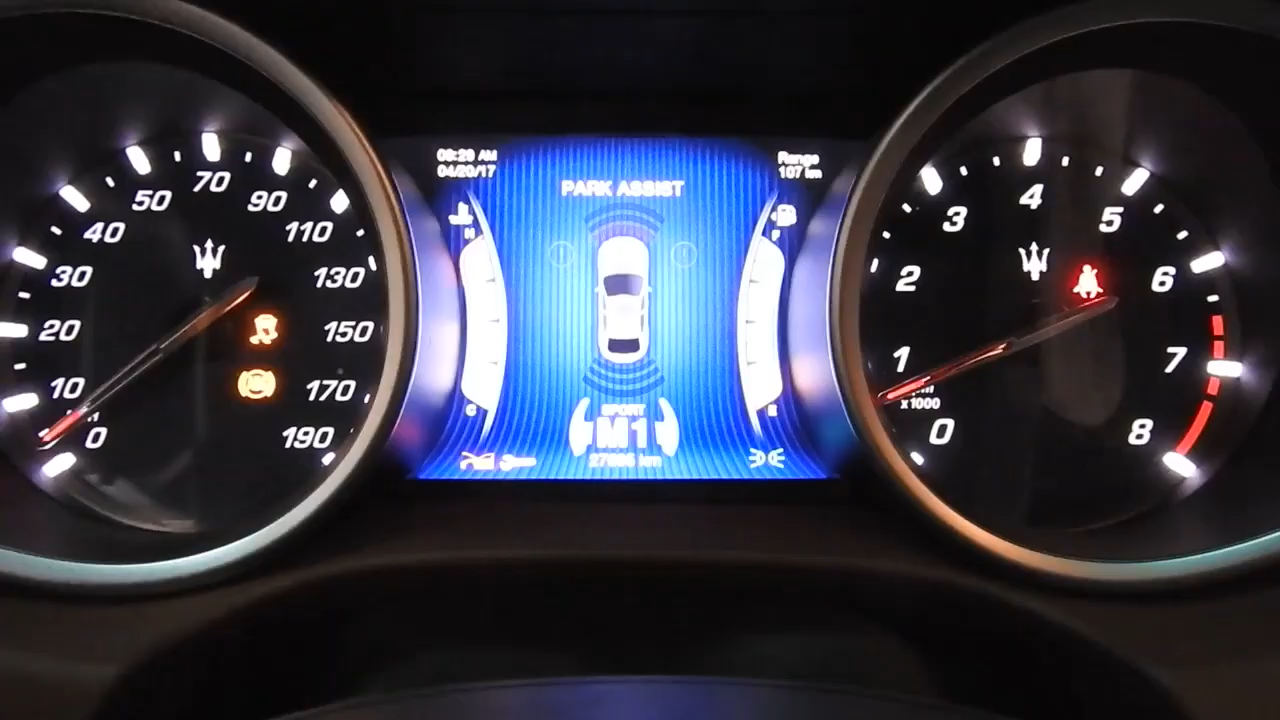 0 10 20 30 40 50 70 90 110 130 150 170 190
08:29 AM
04/20/17
Range
107 km
PARK ASSIST
H
C
F
E
SPORT
M1
0 1 2 3 4 5 6 7 8
x1000